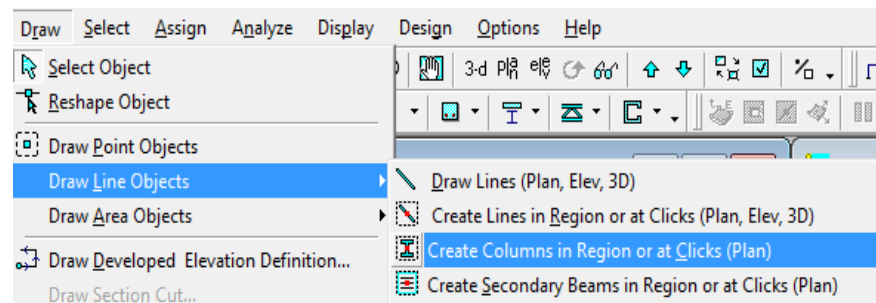 Draw Select Assign Analyze Display Design Options Help
Select Object
3-d
Reshape Object
Draw Point Objects
Draw Line Objects
Draw Lines (Plan, Elev, 3D)
Draw Area Objects
Create Lines in Region or at Clicks (Plan, Elev, 3D)
Draw Developed Elevation Definition...
Create Columns in Region or at Clicks (Plan)
Draw Section Cut...
Create Secondary Beams in Region or at Clicks (Plan)